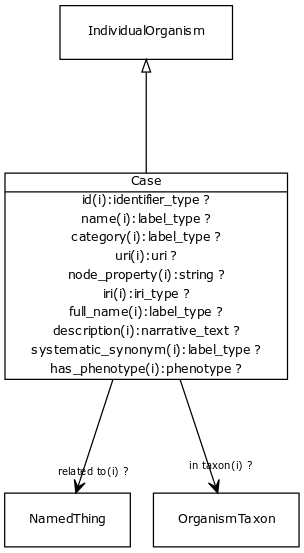 IndividualOrganism
Case
id(i):identifier_type ?
name(i):label_type ?
category(i):label_type ?
uri(i):uri ?
node_property(i):string ?
iri(i):iri_type ?
full_name(i):label_type ?
description(i):narrative_text ?
systematic_synonym(i):label_type ?
has_phenotype(i):phenotype ?
related to(i) ?
in taxon(i) ?
NamedThing
OrganismTaxon